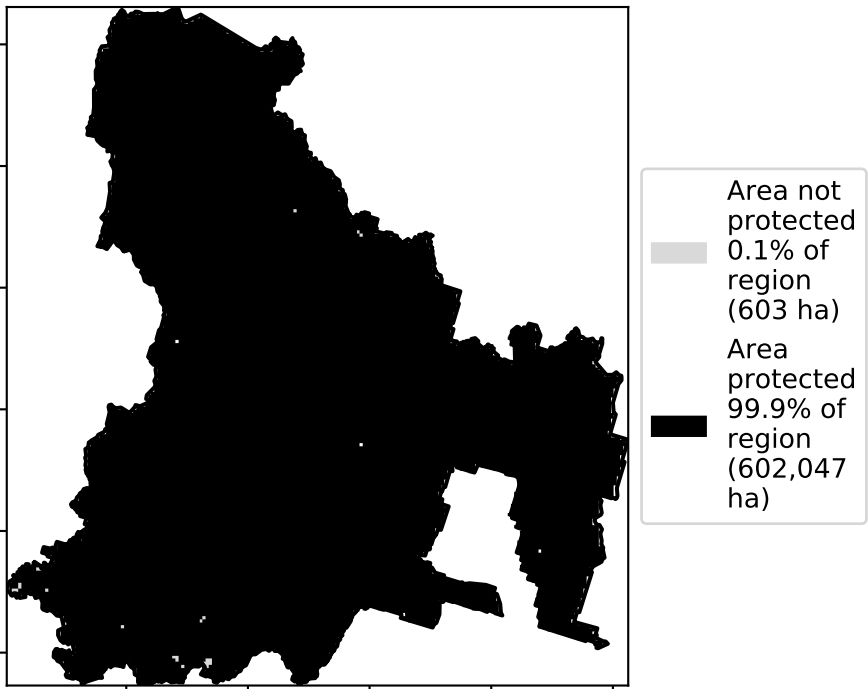 Area not
protected
0.1% of
region
(603 ha)
Area
protected
99.9% of
region
(602,047
ha)